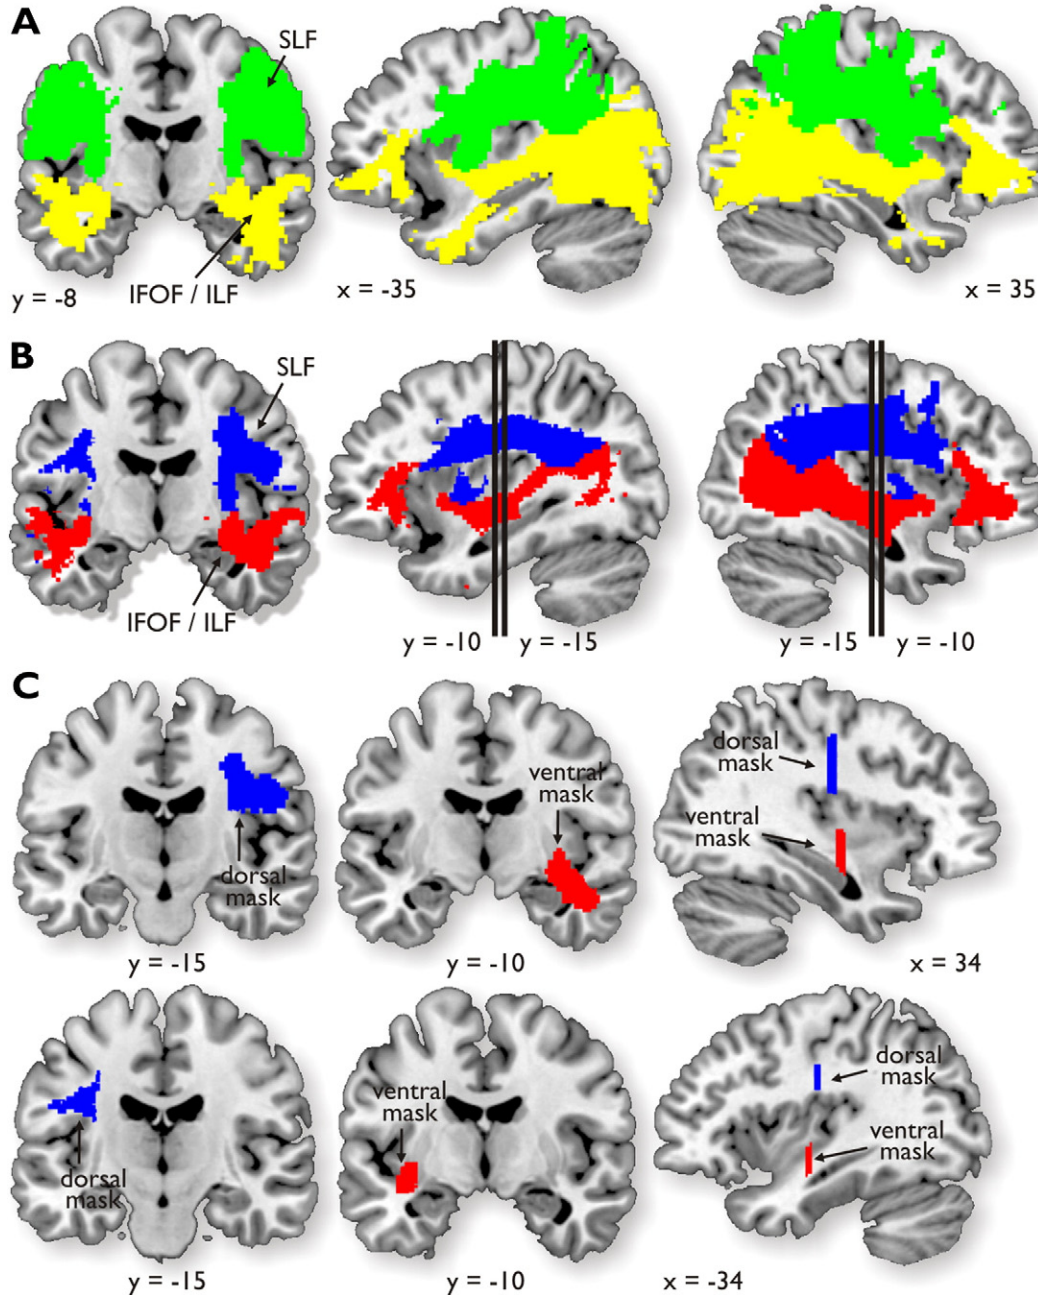 A
SLF
IFOF / ILF
y = -8
x = -35
x = 35
B
SLF
IFOF / ILF
y = -10
y = -15
y = -15
y = -10
C
dorsal
mask
y = -15
ventral
mask
y = -10
dorsal
mask
ventral
mask
x = 34
dorsal
mask
y = -15
ventral
mask
y = -10
dorsal
mask
ventral
mask
x = -34